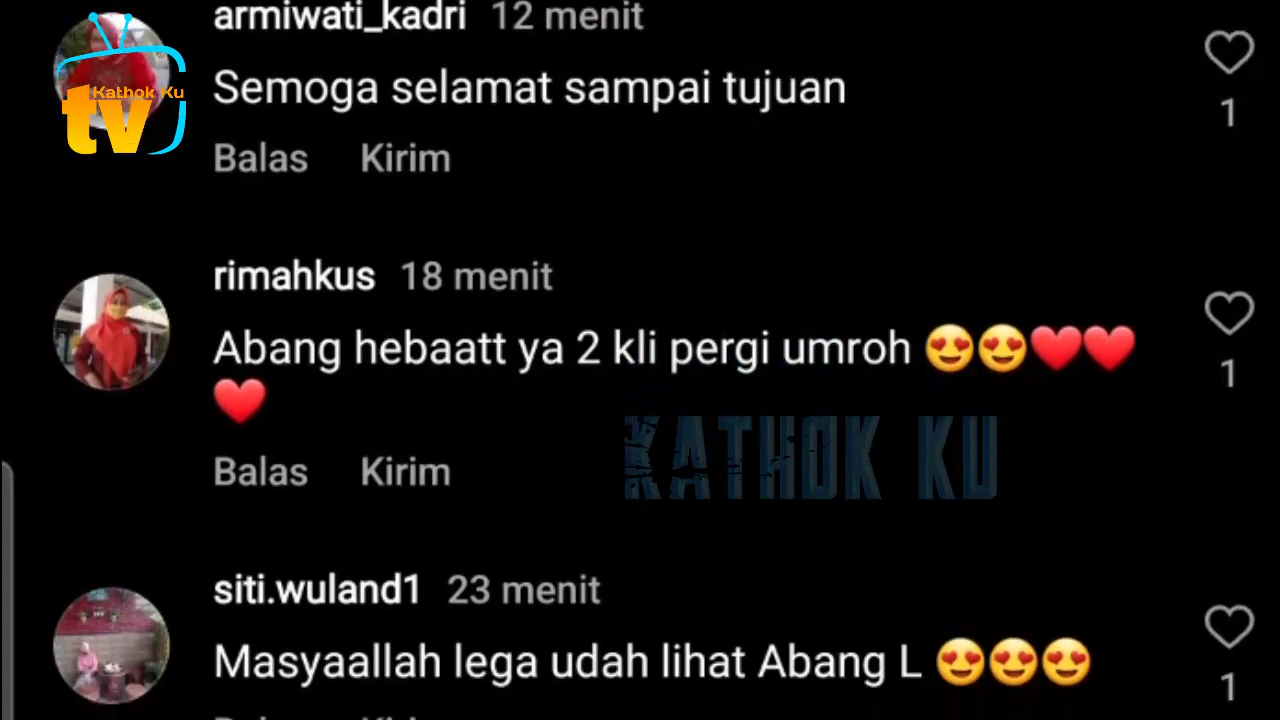 armiwati_kadri 12 menit
Kathok Ku
tv
Semoga selamat sampai tujuan
1
Balas Kirim
rimahkus 18 menit
Abang hebaatt ya 2 kli pergi umroh 😍😍❤️❤️
❤️
1
KATHOK KU
Balas Kirim
siti.wuland1 23 menit
Masyaallah lega udah lihat Abang L 😍😍😍
1